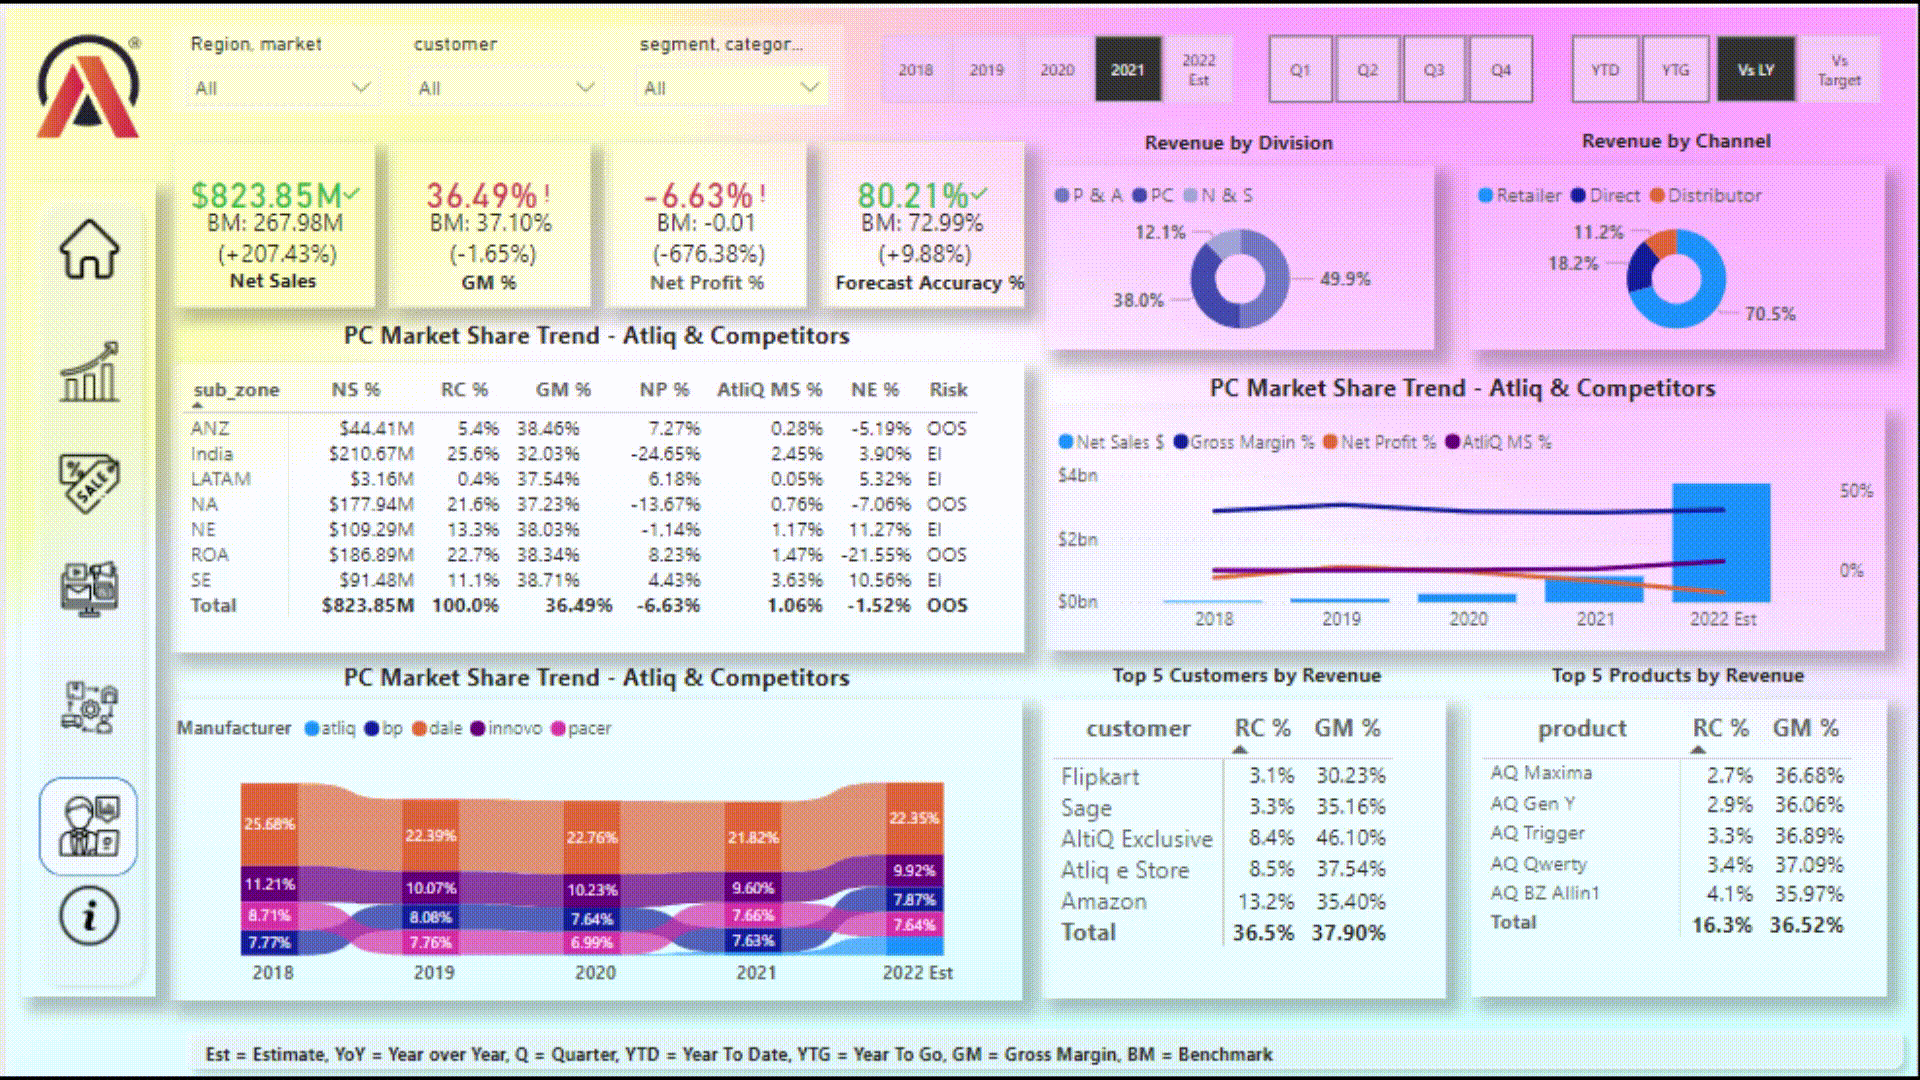 ®
Region, market
customer
segment, categor...
All
All
All
2018
2019
2020
2021
2022 Est
Q1
Q2
Q3
Q4
YTD
YTG
Vs LY
Vs Target
$823.85M
BM: 267.98M
(+207.43%)
Net Sales
36.49%!
BM: 37.10%
(-1.65%)
GM %
-6.63%!
BM: -0.01
(-676.38%)
Net Profit %
80.21%
BM: 72.99%
(+9.88%)
Forecast Accuracy %
Revenue by Division
P & A PC N & S
12.1%
49.9%
38.0%
Revenue by Channel
Retailer Direct Distributor
11.2%
18.2%
70.5%
PC Market Share Trend - Atliq & Competitors
sub_zone NS % RC % GM % NP % AtliQ MS % NE % Risk
ANZ $44.41M 5.4% 38.46% 7.27% 0.28% -5.19% OOS
India $210.67M 25.6% 32.03% -24.65% 2.45% 3.90% EI
LATAM $3.16M 0.4% 37.54% 6.18% 0.05% 5.32% EI
NA $177.94M 21.6% 37.23% -13.67% 0.76% -7.06% OOS
NE $109.29M 13.3% 38.03% -1.14% 1.17% 11.27% EI
ROA $186.89M 22.7% 38.34% 8.23% 1.47% -21.55% OOS
SE $91.48M 11.1% 38.71% 4.43% 3.63% 10.56% EI
Total $823.85M 100.0% 36.49% -6.63% 1.06% -1.52% OOS
PC Market Share Trend - Atliq & Competitors
Net Sales $ Gross Margin % Net Profit % AtliQ MS %
$4bn
$2bn
$0bn
50%
0%
2018 2019 2020 2021 2022 Est
% SALE
PC Market Share Trend - Atliq & Competitors
Manufacturer atliq bp dale innovo pacer
25.68% 22.39% 22.76% 21.82% 22.35%
11.21% 10.07% 10.23% 9.60% 9.92%
8.71% 8.08% 7.64% 7.66% 7.87%
7.77% 7.76% 6.99% 7.63% 7.64%
2018 2019 2020 2021 2022 Est
Top 5 Customers by Revenue
customer RC % GM %
Flipkart 3.1% 30.23%
Sage 3.3% 35.16%
AltiQ Exclusive 8.4% 46.10%
Atliq e Store 8.5% 37.54%
Amazon 13.2% 35.40%
Total 36.5% 37.90%
Top 5 Products by Revenue
product RC % GM %
AQ Maxima 2.7% 36.68%
AQ Gen Y 2.9% 36.06%
AQ Trigger 3.3% 36.89%
AQ Qwerty 3.4% 37.09%
AQ BZ Allin1 4.1% 35.97%
Total 16.3% 36.52%
i
Est = Estimate, YoY = Year over Year, Q = Quarter, YTD = Year To Date, YTG = Year To Go, GM = Gross Margin, BM = Benchmark